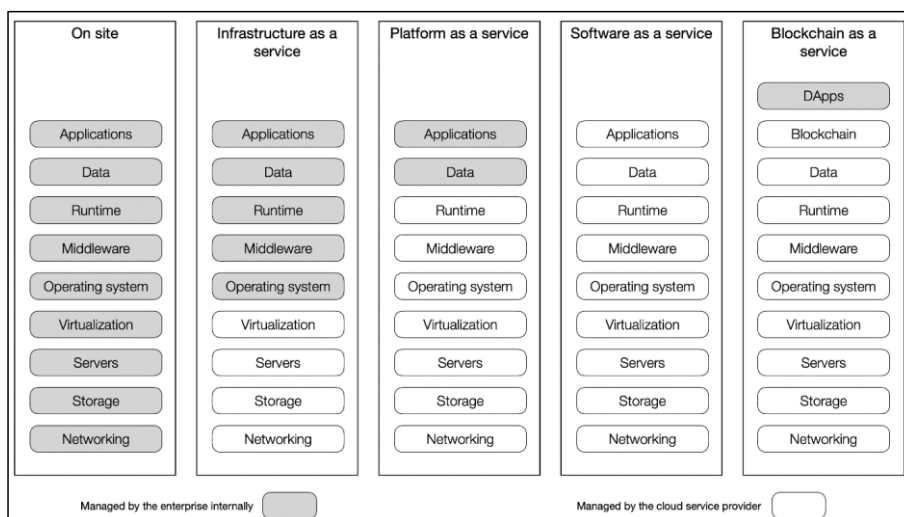 On site
Applications
Data
Runtime
Middleware
Operating system
Virtualization
Servers
Storage
Networking
Infrastructure as a
service
Applications
Data
Runtime
Middleware
Operating system
Virtualization
Servers
Storage
Networking
Platform as a service
Applications
Data
Runtime
Middleware
Operating system
Virtualization
Servers
Storage
Networking
Software as a service
Applications
Data
Runtime
Middleware
Operating system
Virtualization
Servers
Storage
Networking
Blockchain as a
service
DApps
Blockchain
Data
Runtime
Middleware
Operating system
Virtualization
Servers
Storage
Networking
Managed by the enterprise internally
Managed by the cloud service provider